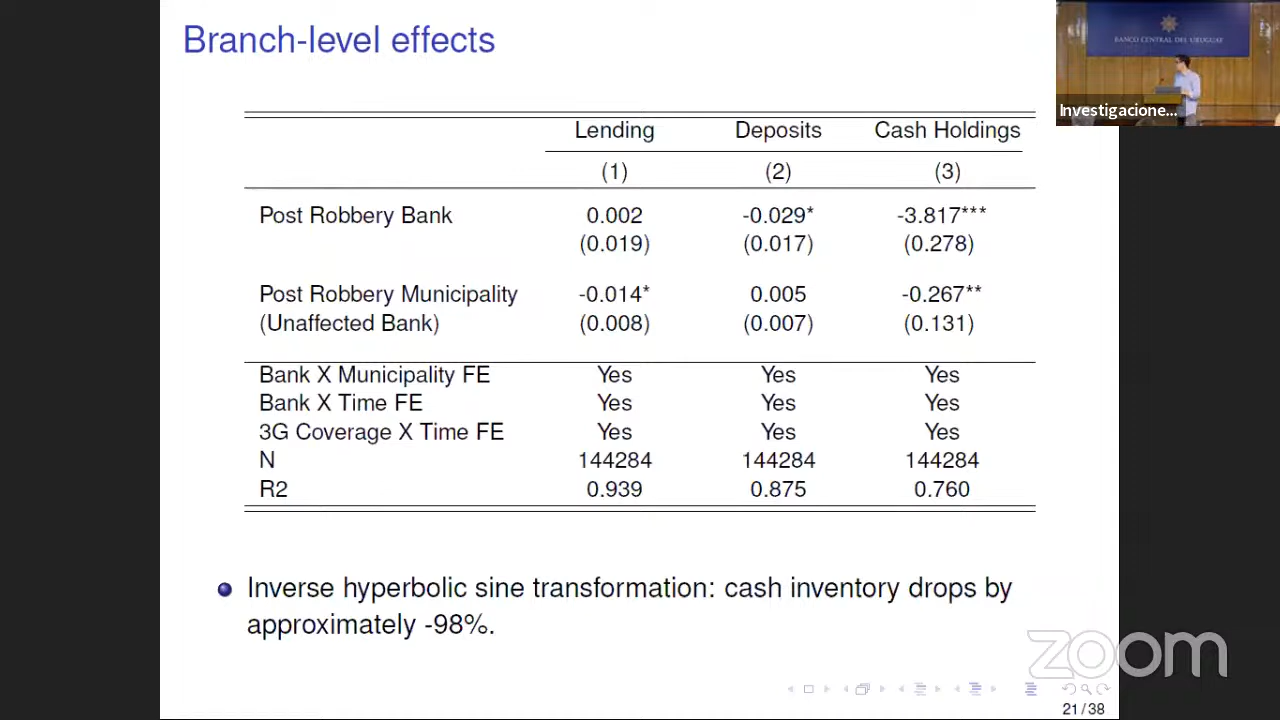 Branch-level effects
BANCO CENTRAL DEL URUGUAY
Investigacione...
Lending Deposits Cash Holdings
(1) (2) (3)
Post Robbery Bank 0.002 -0.029* -3.817***
(0.019) (0.017) (0.278)
Post Robbery Municipality -0.014* 0.005 -0.267**
(Unaffected Bank) (0.008) (0.007) (0.131)
Bank X Municipality FE Yes Yes Yes
Bank X Time FE Yes Yes Yes
3G Coverage X Time FE Yes Yes Yes
N 144284 144284 144284
R2 0.939 0.875 0.760
Inverse hyperbolic sine transformation: cash inventory drops by
approximately -98%.
zoom
21/38